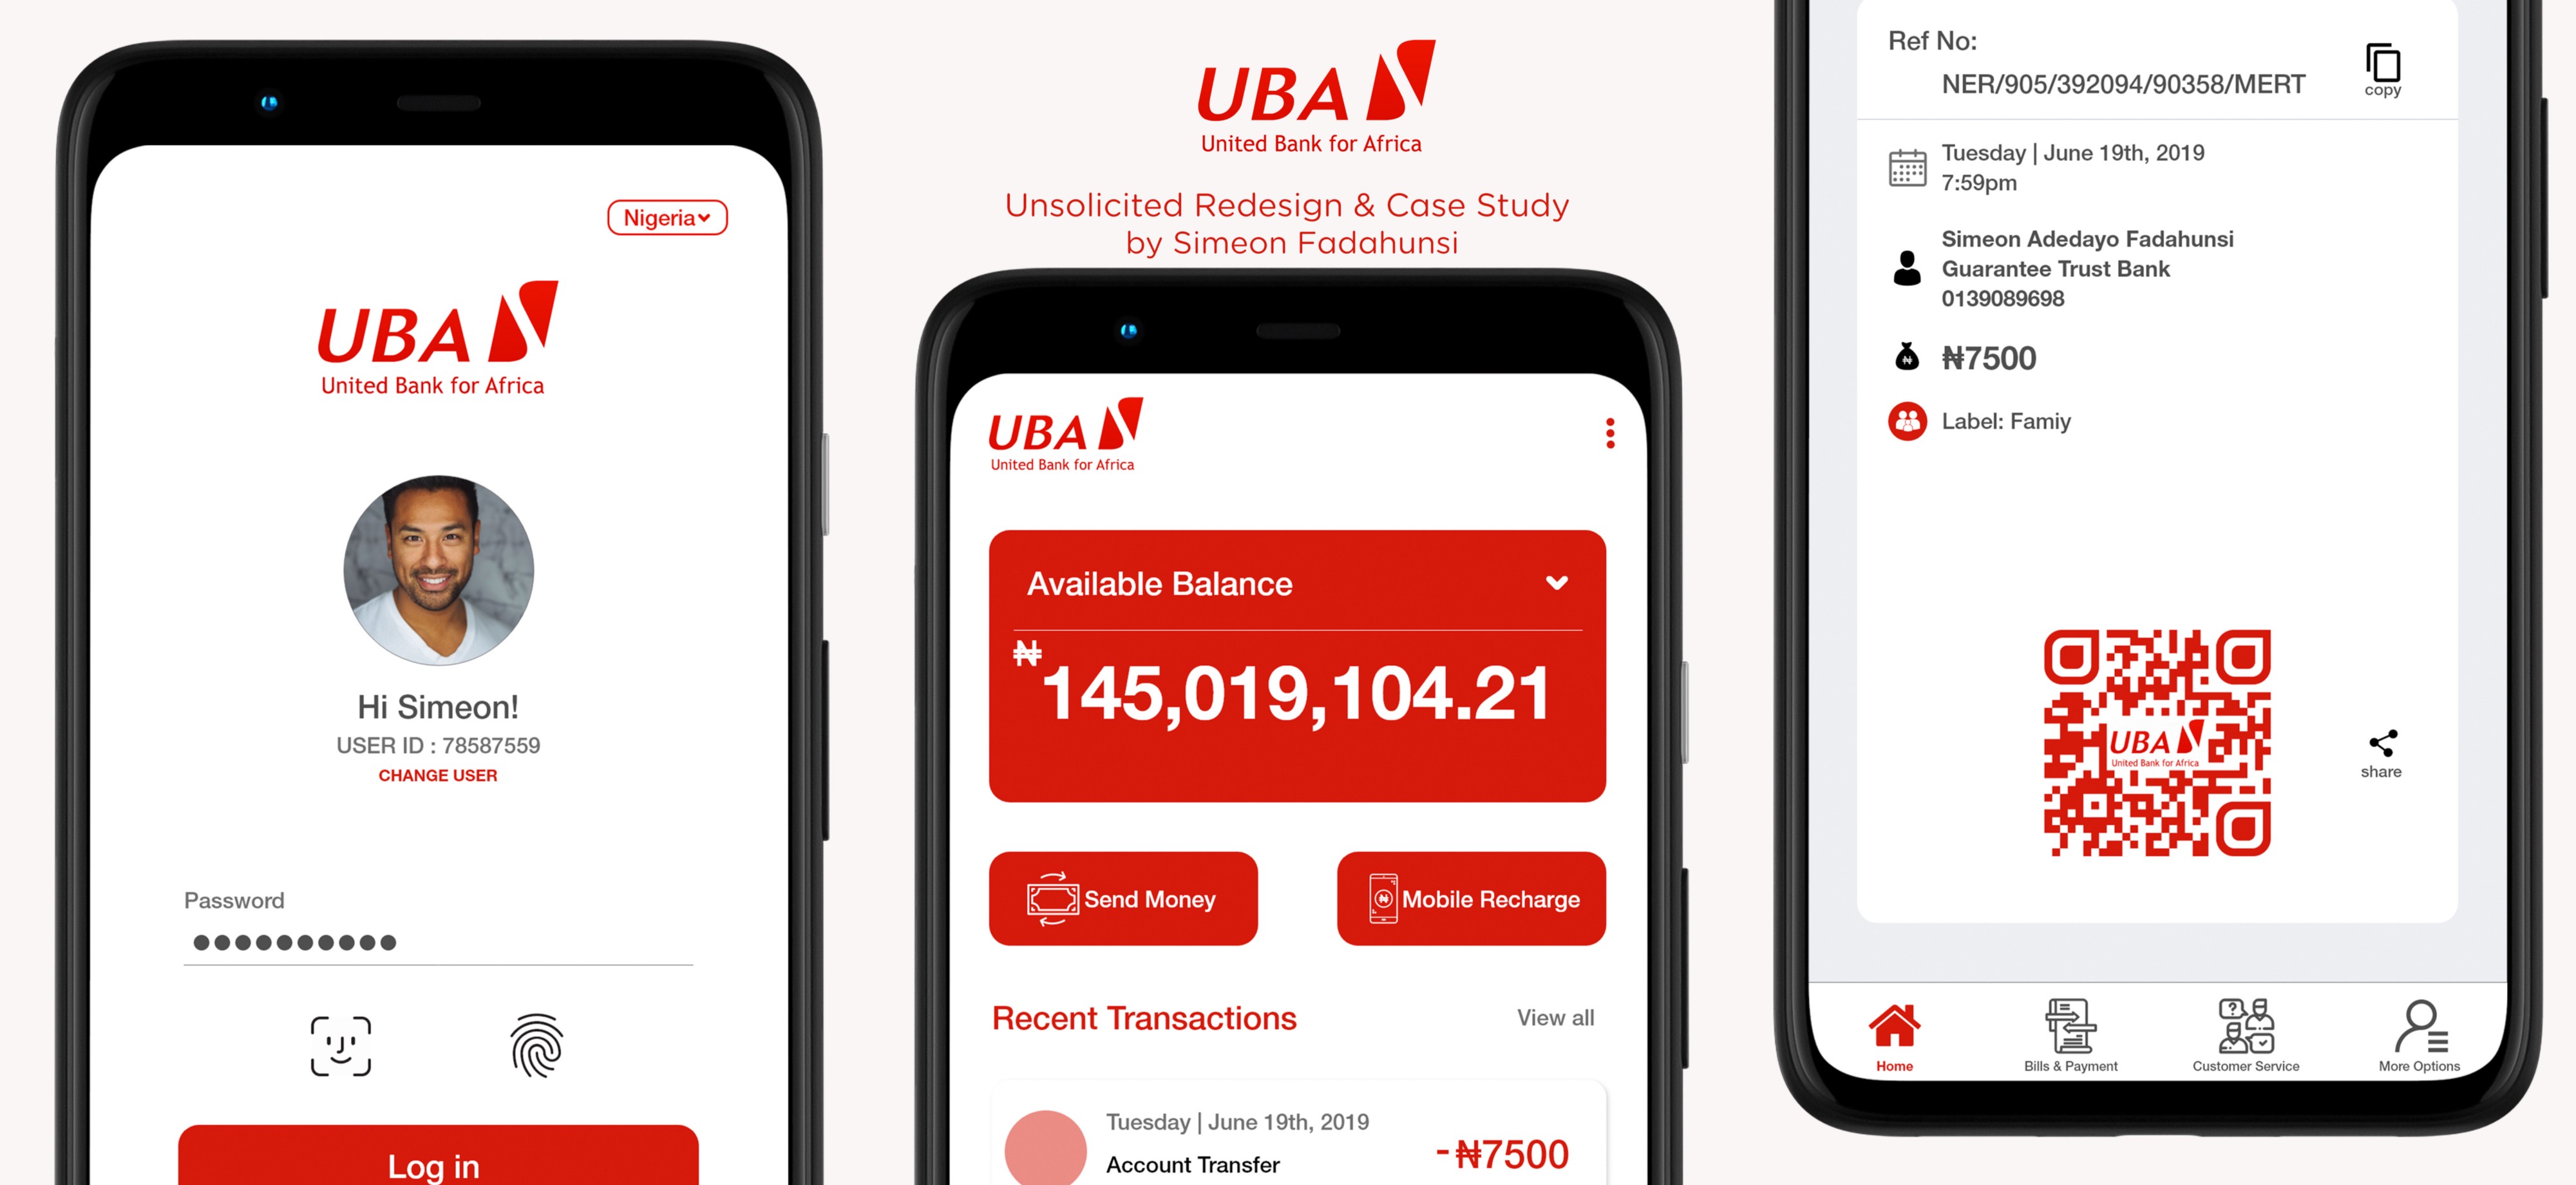 Nigeria
UBA
United Bank for Africa
Hi Simeon!
USER ID : 78587559
CHANGE USER
Password
Log in
UBA
United Bank for Africa
Unsolicited Redesign & Case Study
by Simeon Fadahunsi
UBA
United Bank for Africa
Available Balance
₦145,019,104.21
Send Money
Mobile Recharge
Recent Transactions
View all
Tuesday | June 19th, 2019
Account Transfer
-₦7500
Ref No:
NER/905/392094/90358/MERT
copy
Tuesday | June 19th, 2019
7:59pm
Simeon Adedayo Fadahunsi
Guarantee Trust Bank
0139089698
₦7500
Label: Famiy
UBA
United Bank for Africa
share
Home
Bills & Payment
Customer Service
More Options